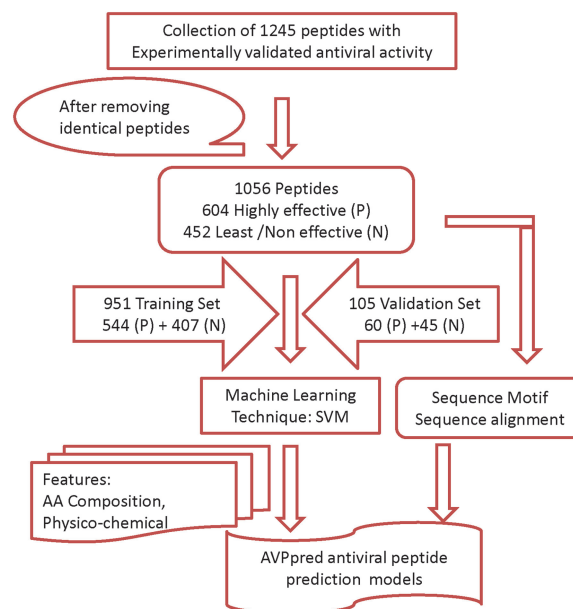 Collection of 1245 peptides with
Experimentally validated antiviral activity
After removing
identical peptides
1056 Peptides
604 Highly effective (P)
452 Least /Non effective (N)
951 Training Set
544 (P) + 407 (N)
105 Validation Set
60 (P) +45 (N)
Machine Learning
Technique: SVM
Sequence Motif
Sequence alignment
Features:
AA Composition,
Physico-chemical
AVPpred antiviral peptide
prediction models